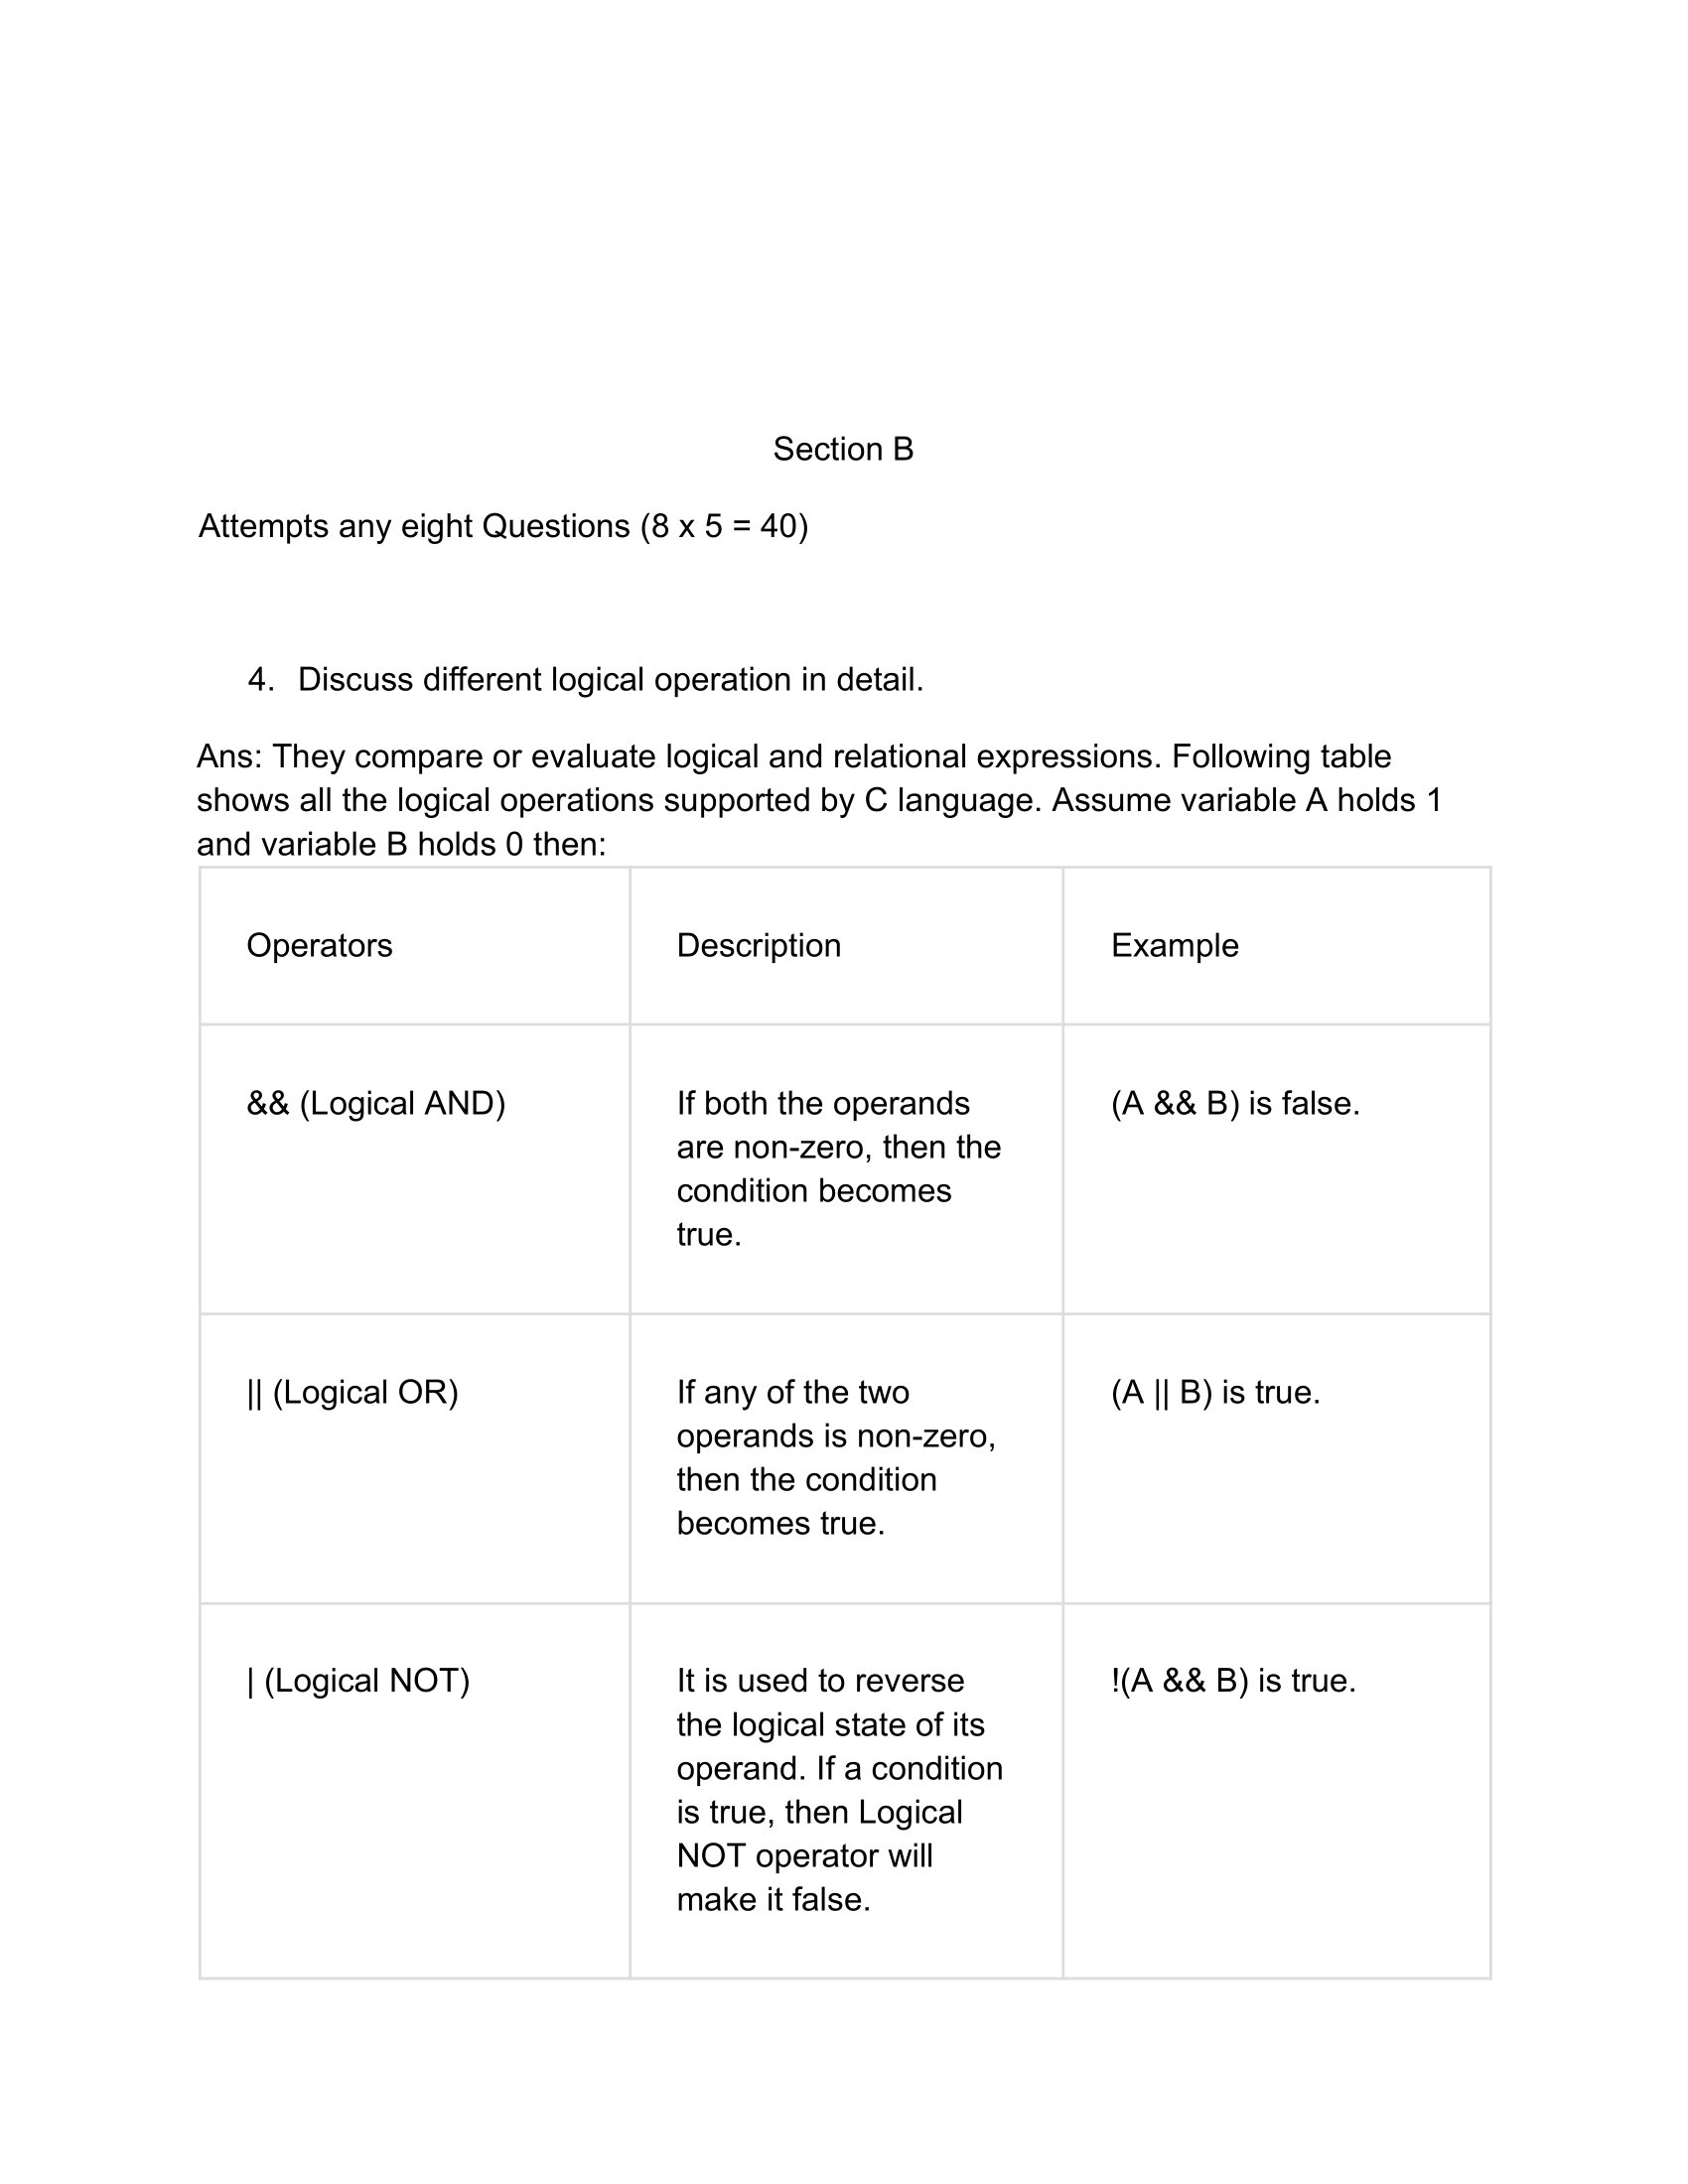 Section B
Attempts any eight Questions (8 x 5 = 40)
4. Discuss different logical operation in detail.
Ans: They compare or evaluate logical and relational expressions. Following table
shows all the logical operations supported by C language. Assume variable A holds 1
and variable B holds 0 then:
Operators Description Example
&& (Logical AND) If both the operands (A && B) is false.
are non-zero, then the
condition becomes
true.
|| (Logical OR) If any of the two (A || B) is true.
operands is non-zero,
then the condition
becomes true.
| (Logical NOT) It is used to reverse !(A && B) is true.
the logical state of its
operand. If a condition
is true, then Logical
NOT operator will
make it false.